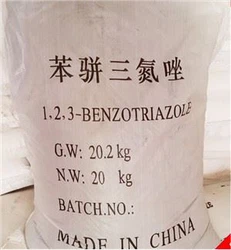 苯骈三氮唑
1,2,3-BENZOTRIAZOLE
G.W: 20.2 kg
N.W: 20 kg
BATCH.NO.:
MADE IN CHINA